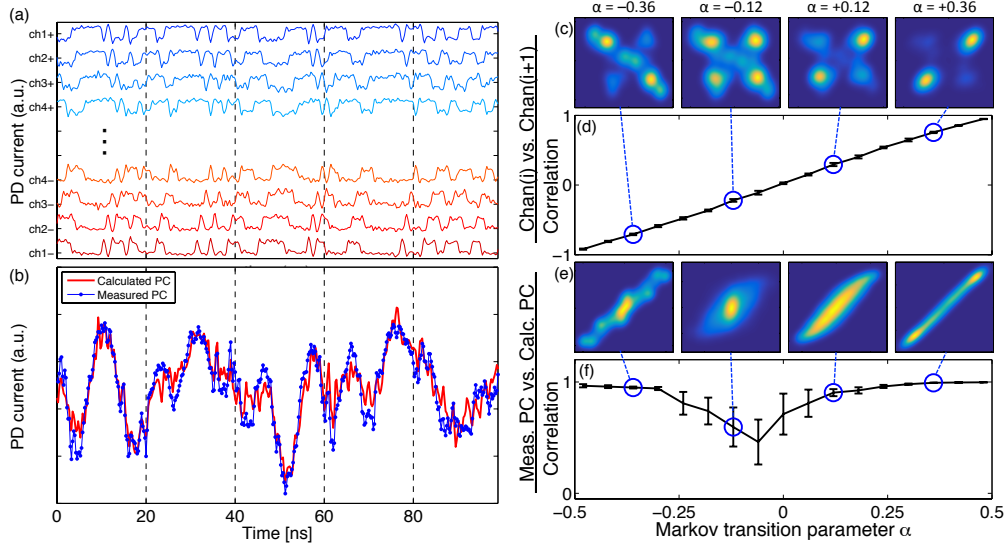 (a)
PD current (a.u.)
ch1+
ch2+
ch3+
ch4+
ch4-
ch3-
ch2-
ch1-
(b)
PD current (a.u.)
Calculated PC
Measured PC
0
20
40
60
80
Time [ns]
α = −0.36
α = −0.12
α = +0.12
α = +0.36
(c)
Chan(i) vs. Chan(i+1)
Correlation
(d)
1
0
−1
(e)
Meas. PC vs. Calc. PC
Correlation
(f)
1
0
-0.5
-0.25
0
0.25
0.5
Markov transition parameter α